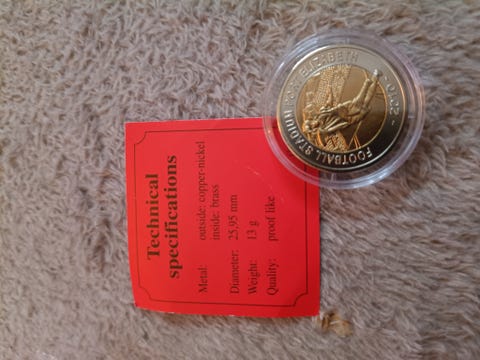 Technical
specifications
Metal: outside: copper-nickel
inside: brass
Diameter: 25,95 mm
Weight: 13 g
Quality: proof like
FOOTBALL STADIUM PORT ELIZABETH
2010